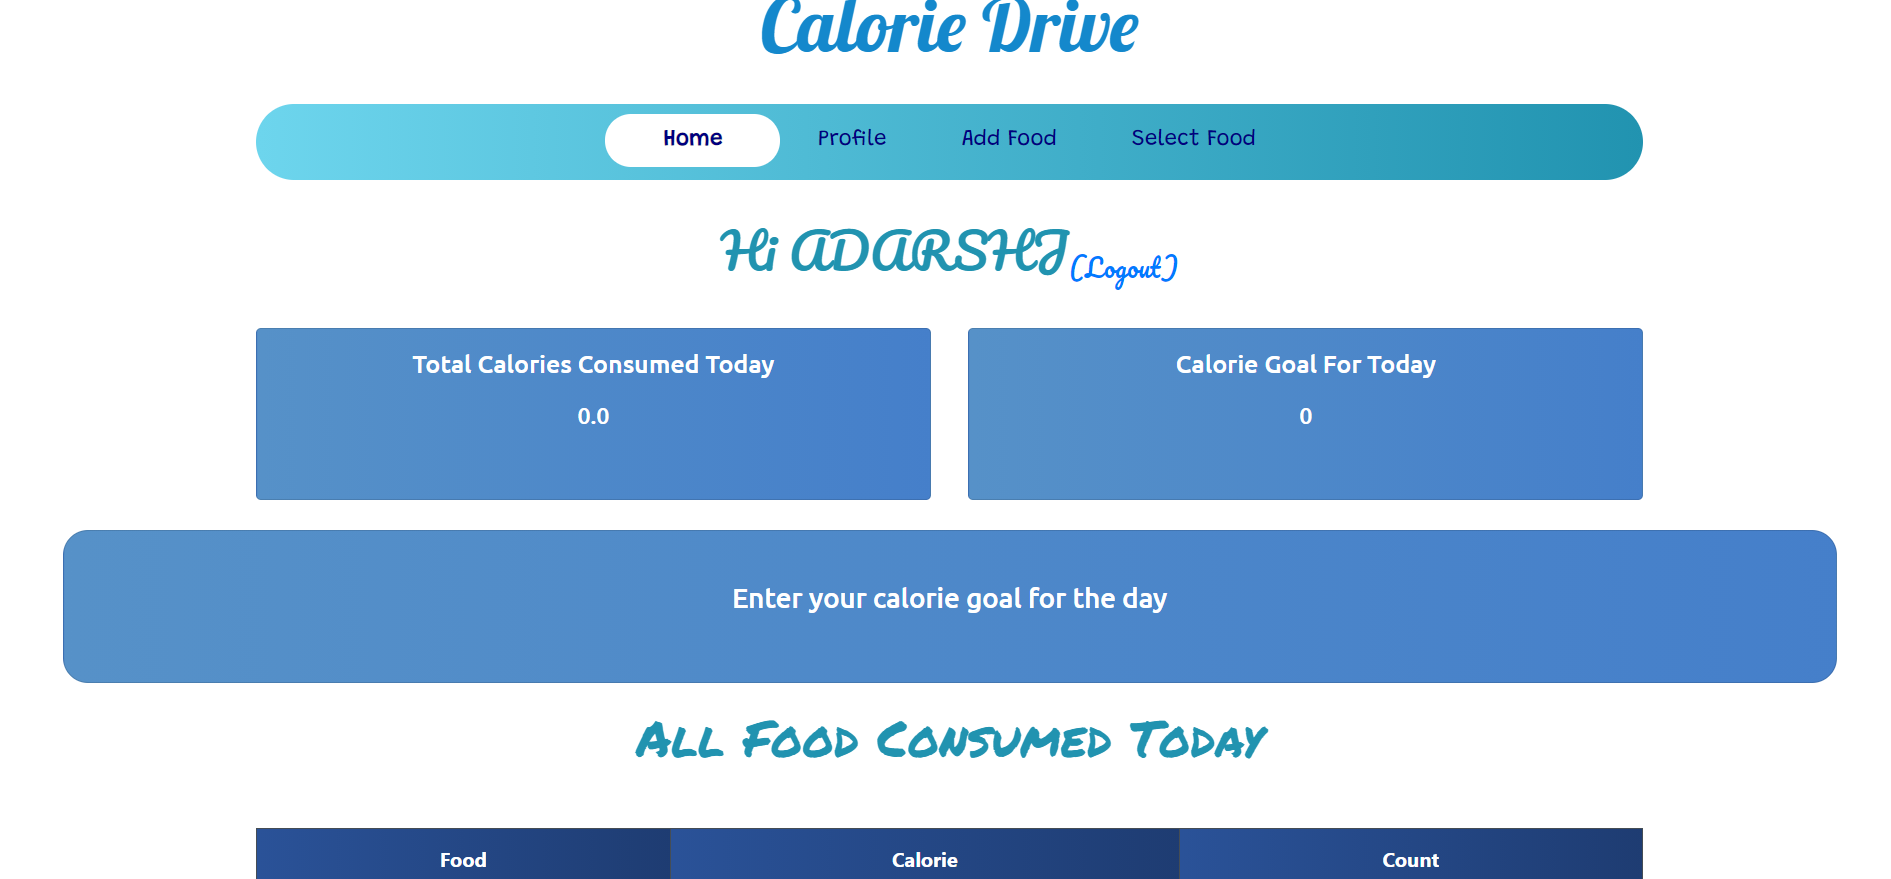 Calorie Drive
Home Profile Add Food Select Food
Hi ADARSHJ (Logout)
Total Calories Consumed Today
0.0
Calorie Goal For Today
0
Enter your calorie goal for the day
All Food Consumed Today
Food Calorie Count